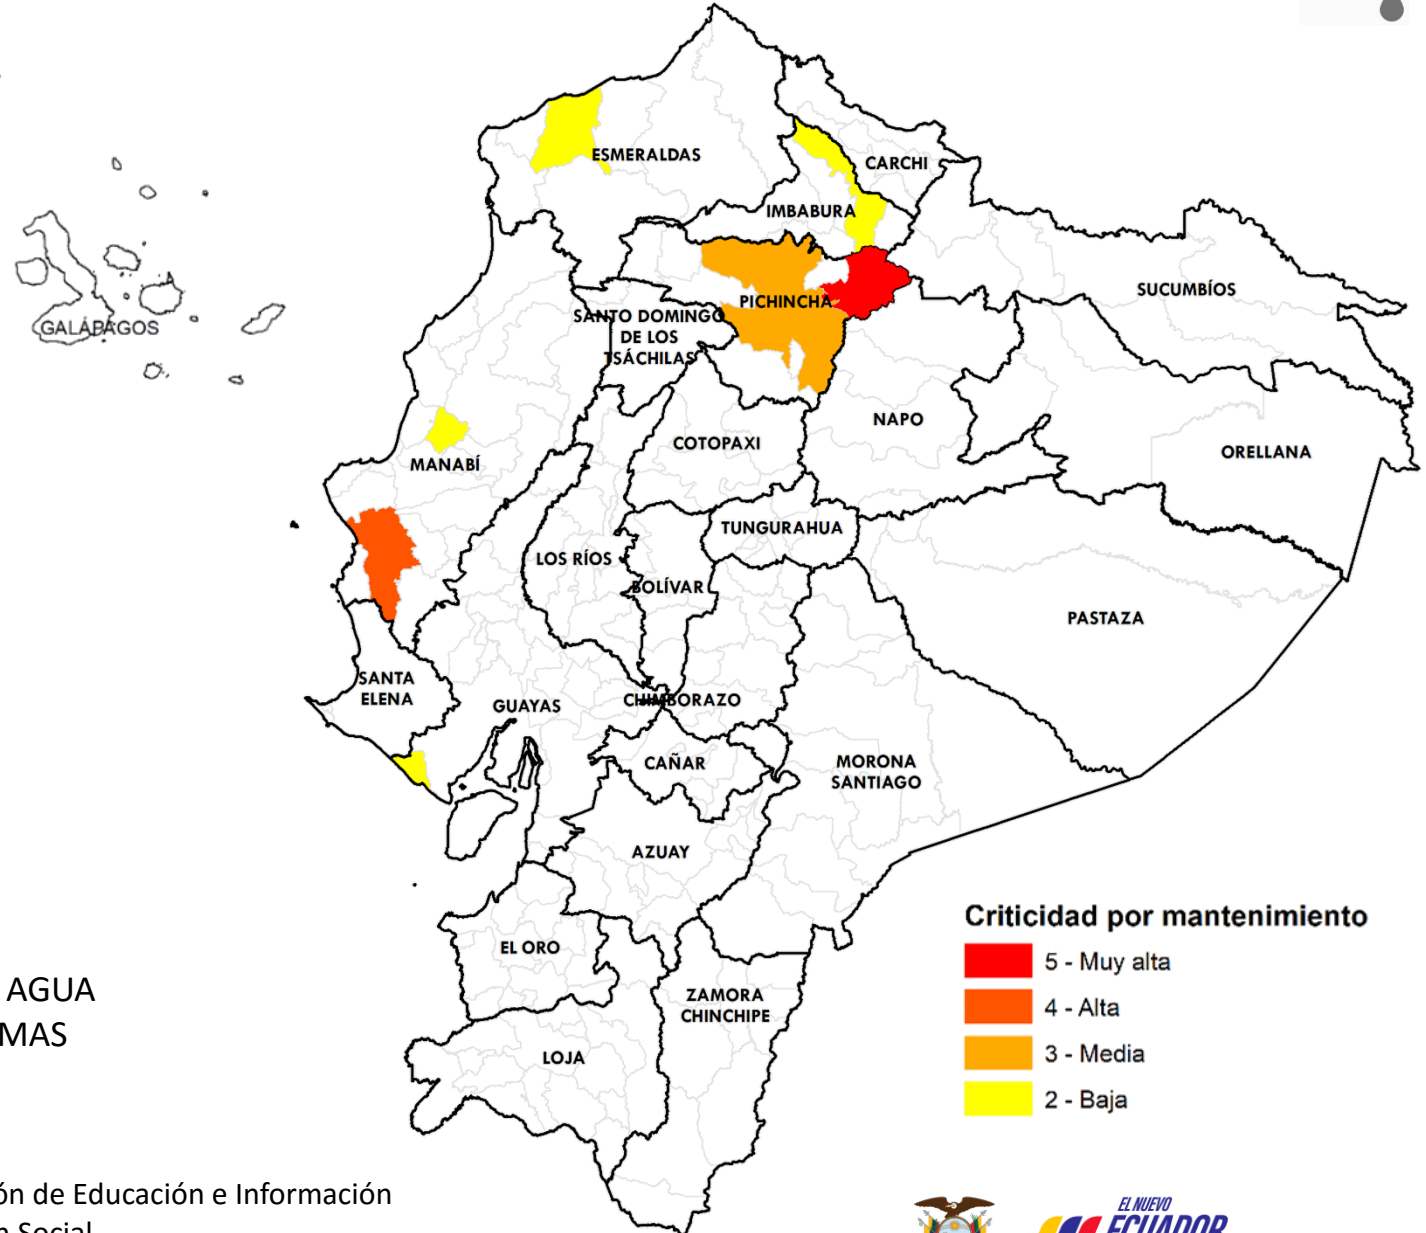 ESMERALDAS
CARCHI
IMBABURA
SUCUMBÍOS
PICHINCHA
GALÁPAGOS
SANTO DOMINGO
DE LOS
TSÁCHILAS
NAPO
COTOPAXI
ORELLANA
MANABÍ
TUNGURAHUA
LOS RÍOS
BOLÍVAR
PASTAZA
SANTA
ELENA
GUAYAS
CHIMBORAZO
CAÑAR
MORONA
SANTIAGO
AZUAY
EL ORO
ZAMORA
CHINCHIPE
LOJA
Criticidad por mantenimiento
5 - Muy alta
4 - Alta
3 - Media
2 - Baja
AGUA
MAS
ón de Educación e Información
n Social
EL NUEVO
ECUADOR